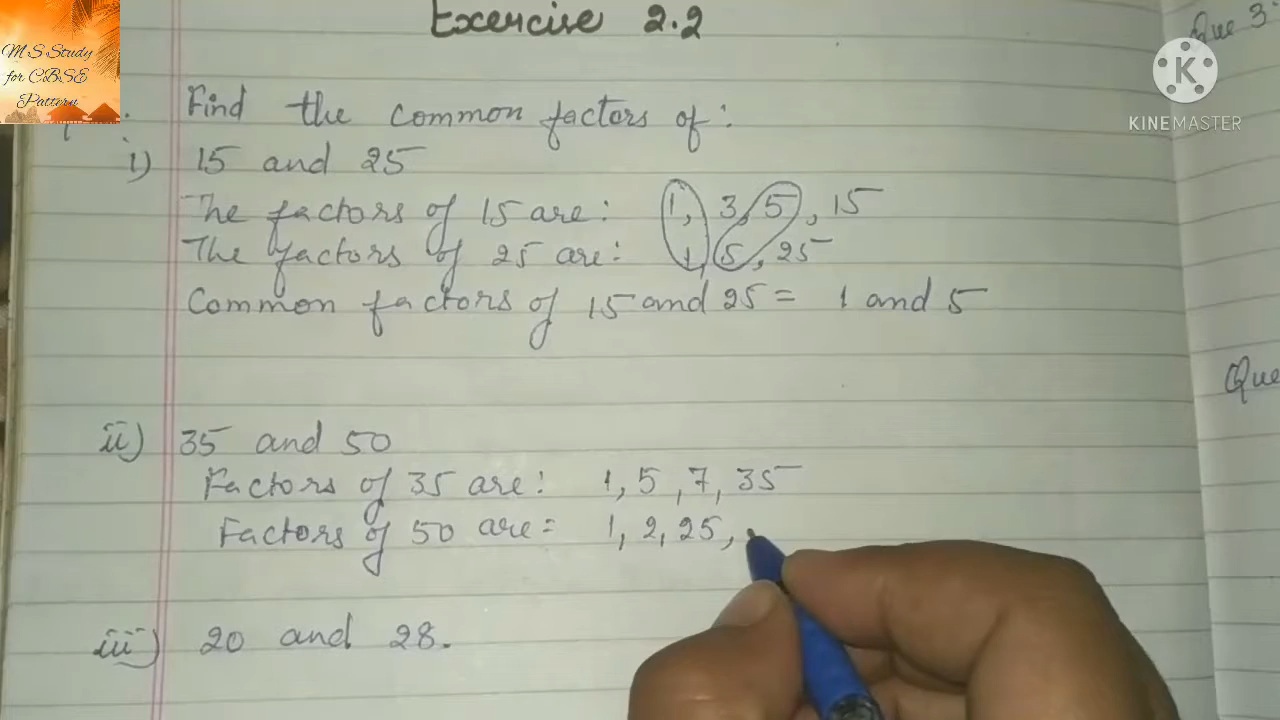 M S Study
for CBSE
Pattern
KINEMASTER
Exercise 2.2
Que 3
Find the common factors of:
i) 15 and 25
The factors of 15 are: 1, 3, 5, 15
The factors of 25 are: 1, 5, 25
Common factors of 15 and 25 = 1 and 5
Que
ii) 35 and 50
Factors of 35 are: 1, 5, 7, 35
Factors of 50 are = 1, 2, 25,
iii) 20 and 28.